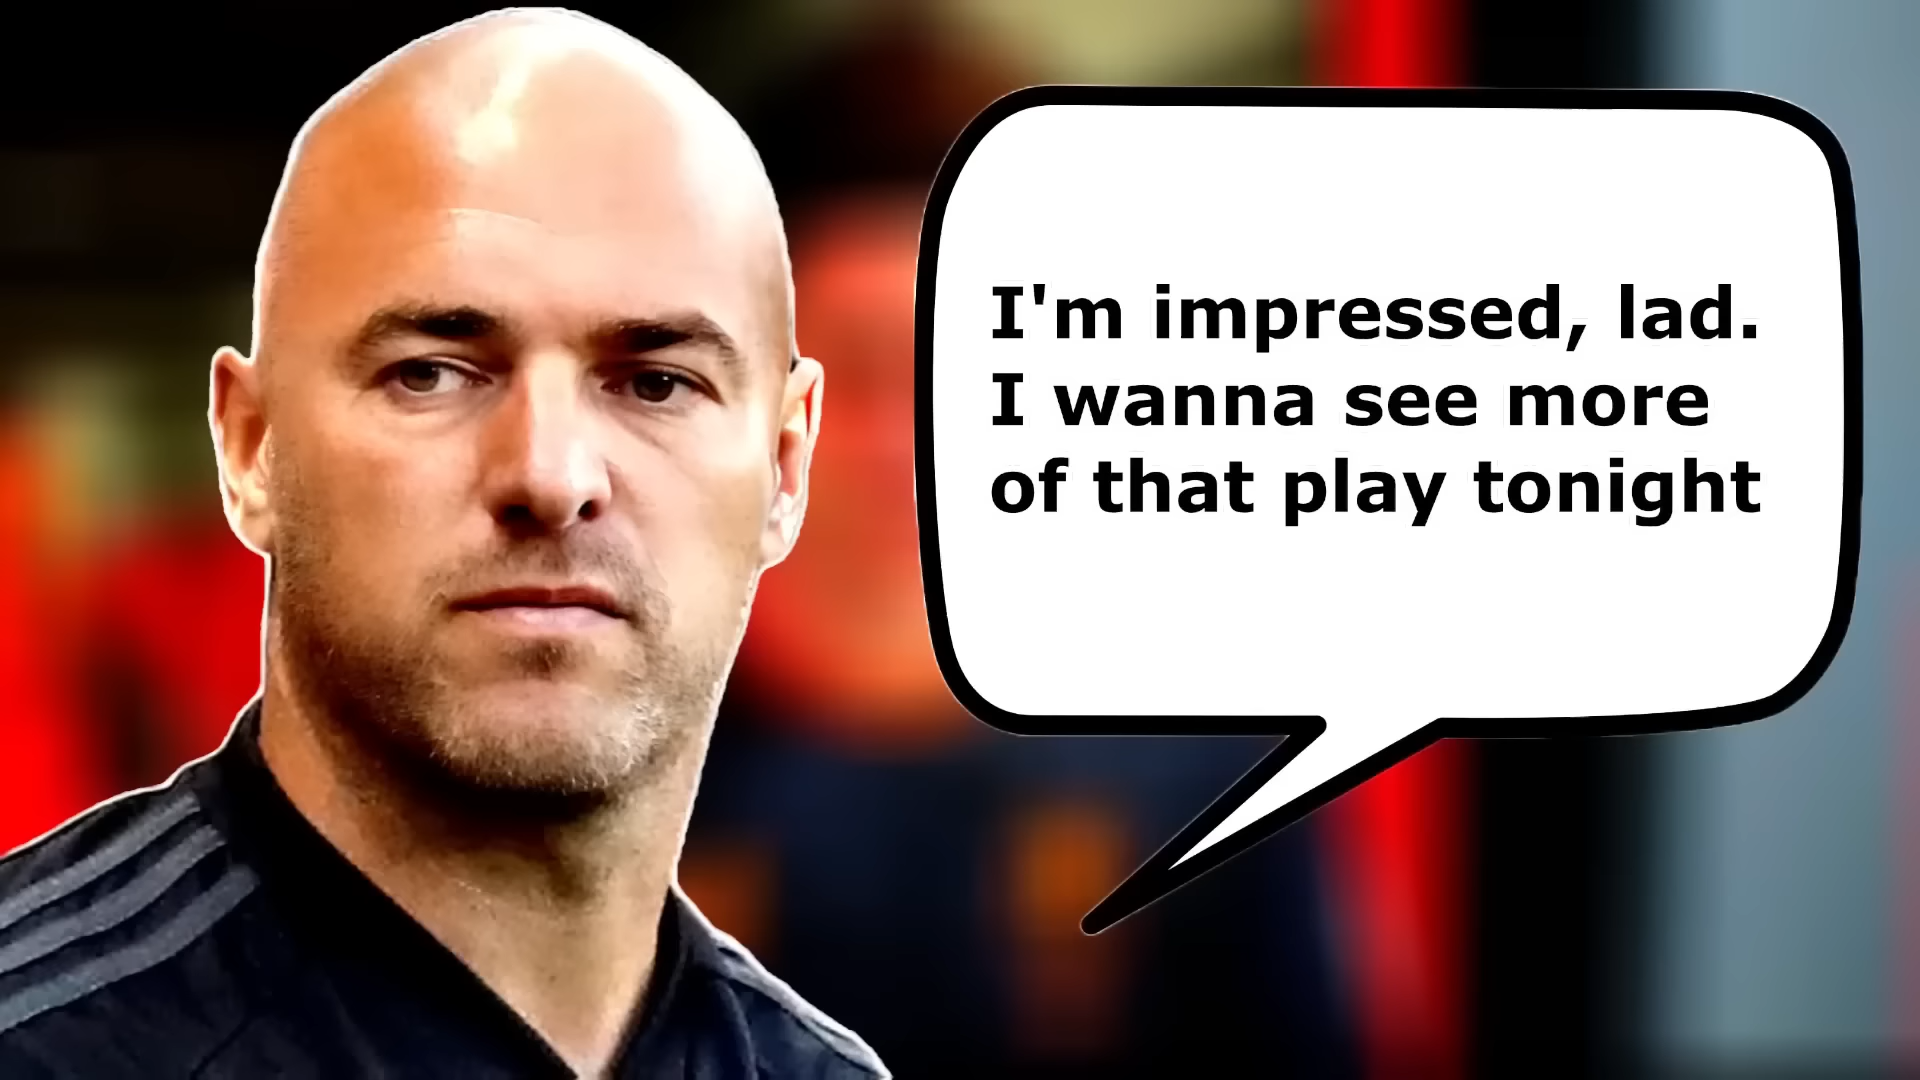 I'm impressed, lad.
I wanna see more
of that play tonight